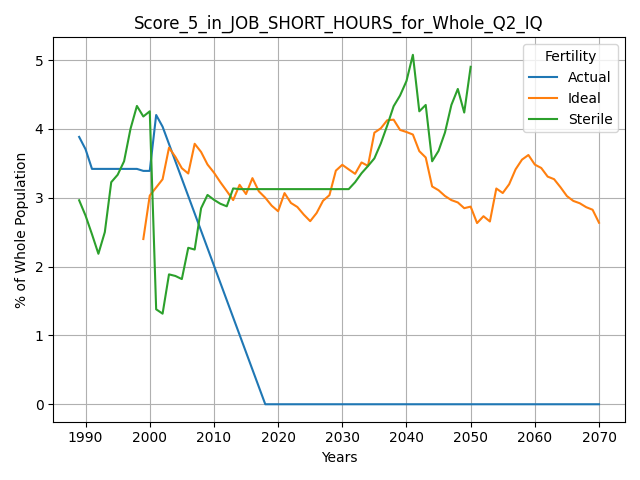 Score_5_in_JOB_SHORT_HOURS_for_Whole_Q2_IQ
Fertility
Actual
Ideal
Sterile
% of Whole Population
5
4
3
2
1
0
1990 2000 2010 2020 2030 2040 2050 2060 2070
Years